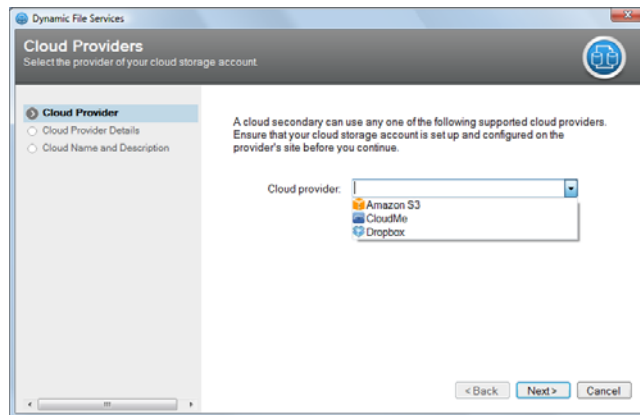 Dynamic File Services
Cloud Providers
Select the provider of your cloud storage account.
Cloud Provider
Cloud Provider Details
Cloud Name and Description
A cloud secondary can use any one of the following supported cloud providers.
Ensure that your cloud storage account is set up and configured on the
provider's site before you continue.
Cloud provider:
Amazon S3
CloudMe
Dropbox
< Back
Next >
Cancel